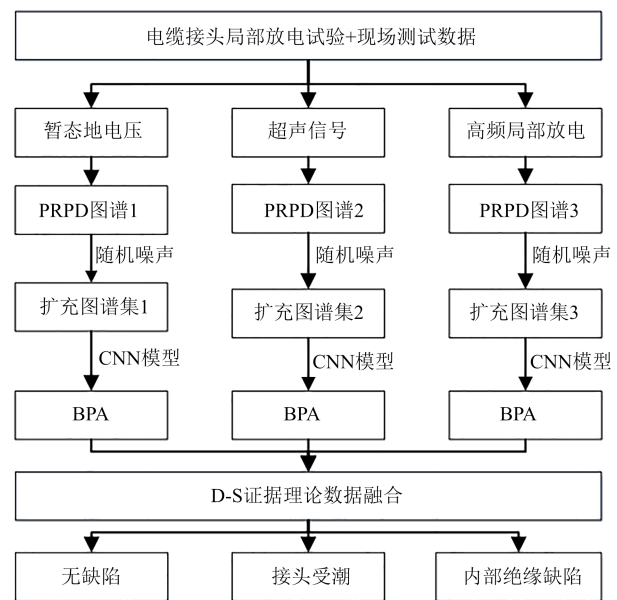 电缆接头局部放电试验+现场测试数据
暂态地电压
超声信号
高频局部放电
PRPD图谱1
PRPD图谱2
PRPD图谱3
随机噪声
随机噪声
随机噪声
扩充图谱集1
扩充图谱集2
扩充图谱集3
CNN模型
CNN模型
CNN模型
BPA
BPA
BPA
D-S证据理论数据融合
无缺陷
接头受潮
内部绝缘缺陷